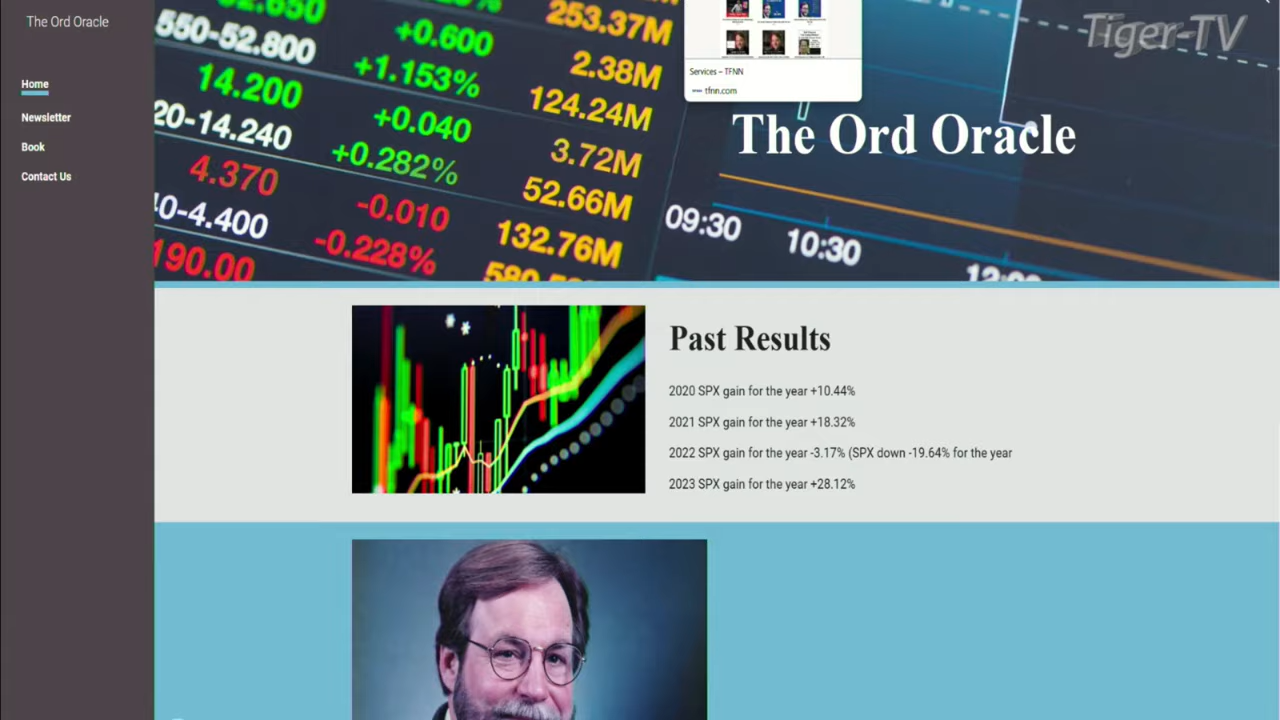 The Ord Oracle
Home
Newsletter
Book
Contact Us
550-52.800
+0.600
253.37M
14.200
+1.153%
2.38M
20-14.240
+0.040
124.24M
4.370
+0.282%
3.72M
40-4.400
-0.010
52.66M
190.00
-0.228%
132.76M
09:30
10:30
Services – TFNN
tfnn.com
Tiger-TV
The Ord Oracle
Past Results
2020 SPX gain for the year +10.44%
2021 SPX gain for the year +18.32%
2022 SPX gain for the year -3.17% (SPX down -19.64% for the year
2023 SPX gain for the year +28.12%